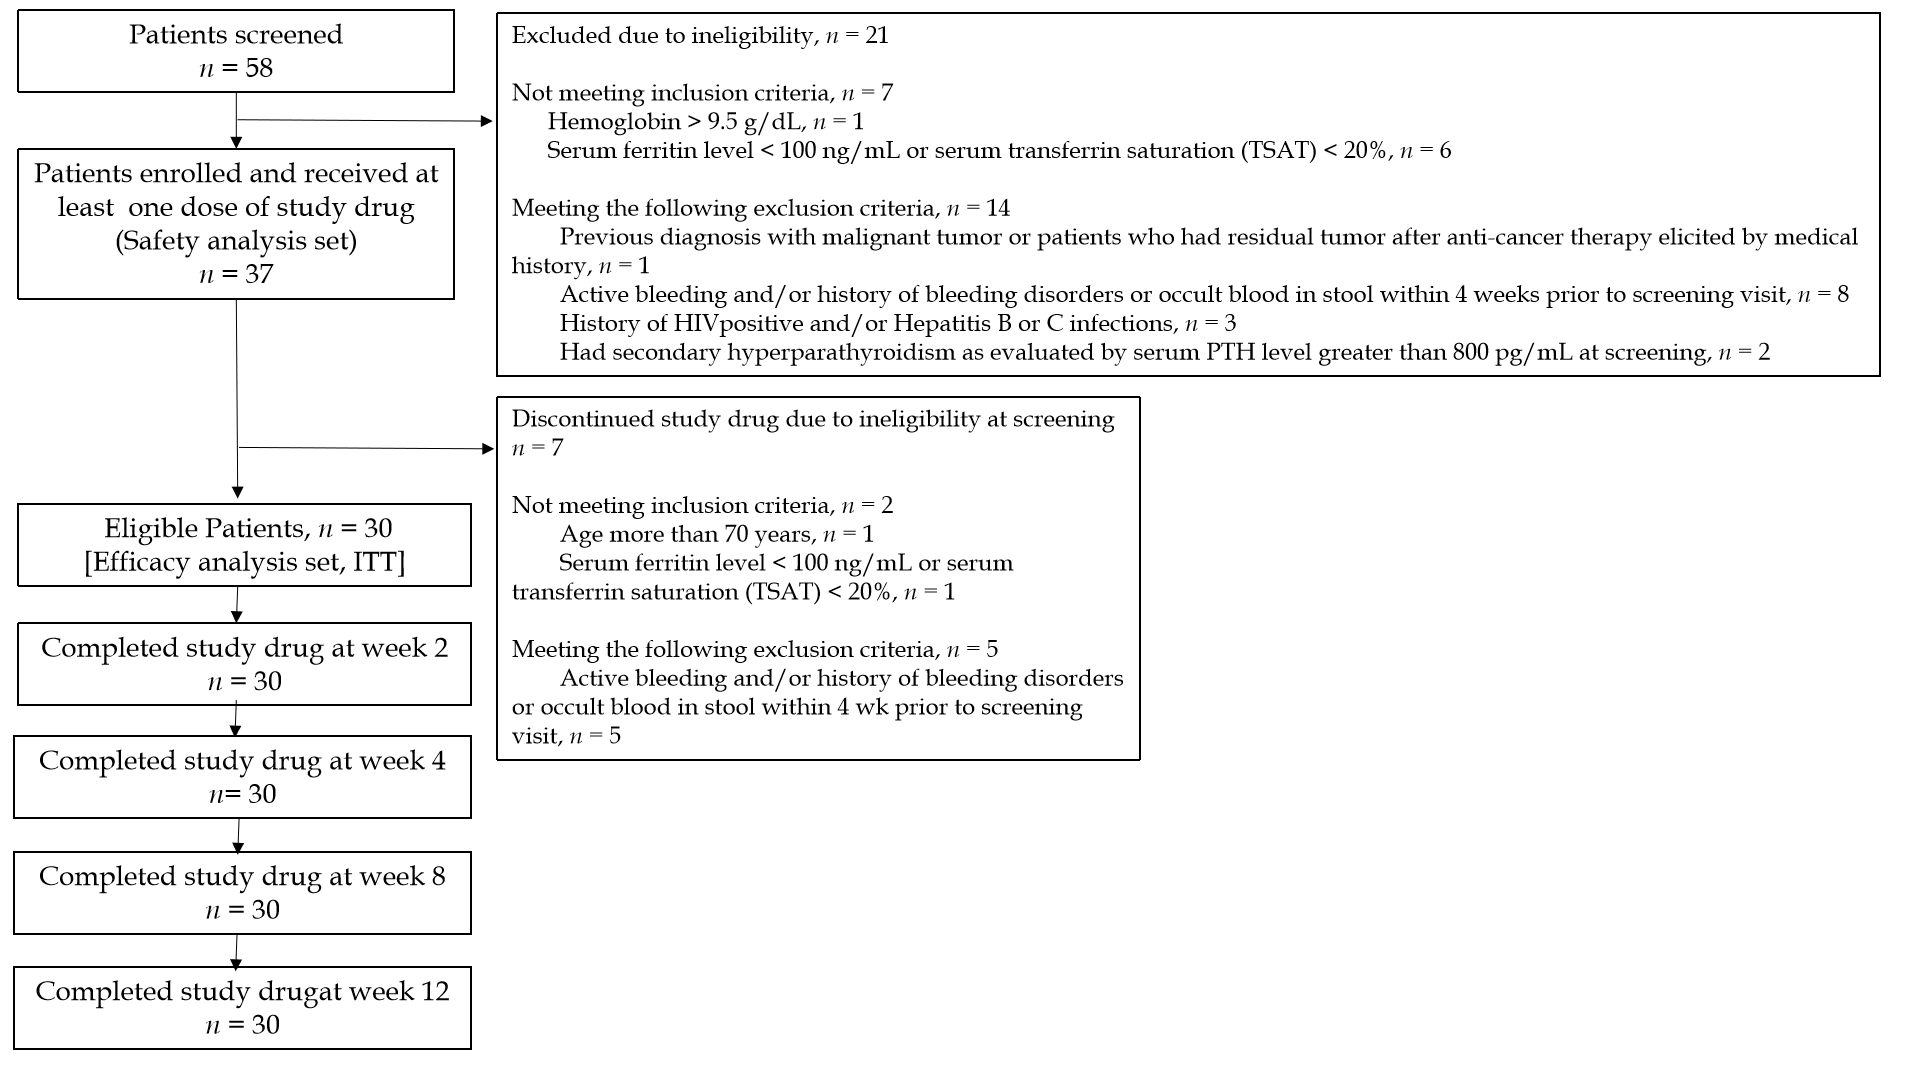 Patients screened
n = 58
Excluded due to ineligibility, n = 21
Not meeting inclusion criteria, n = 7
Hemoglobin > 9.5 g/dL, n = 1
Serum ferritin level < 100 ng/mL or serum transferrin saturation (TSAT) < 20%, n = 6
Meeting the following exclusion criteria, n = 14
Previous diagnosis with malignant tumor or patients who had residual tumor after anti-cancer therapy elicited by medical
history, n = 1
Active bleeding and/or history of bleeding disorders or occult blood in stool within 4 weeks prior to screening visit, n = 8
History of HIVpositive and/or Hepatitis B or C infections, n = 3
Had secondary hyperparathyroidism as evaluated by serum PTH level greater than 800 pg/mL at screening, n = 2
Patients enrolled and received at
least one dose of study drug
(Safety analysis set)
n = 37
Discontinued study drug due to ineligibility at screening
n = 7
Not meeting inclusion criteria, n = 2
Age more than 70 years, n = 1
Serum ferritin level < 100 ng/mL or serum
transferrin saturation (TSAT) < 20%, n = 1
Meeting the following exclusion criteria, n = 5
Active bleeding and/or history of bleeding disorders
or occult blood in stool within 4 wk prior to screening
visit, n = 5
Eligible Patients, n = 30
[Efficacy analysis set, ITT]
Completed study drug at week 2
n = 30
Completed study drug at week 4
n= 30
Completed study drug at week 8
n = 30
Completed study drugat week 12
n = 30